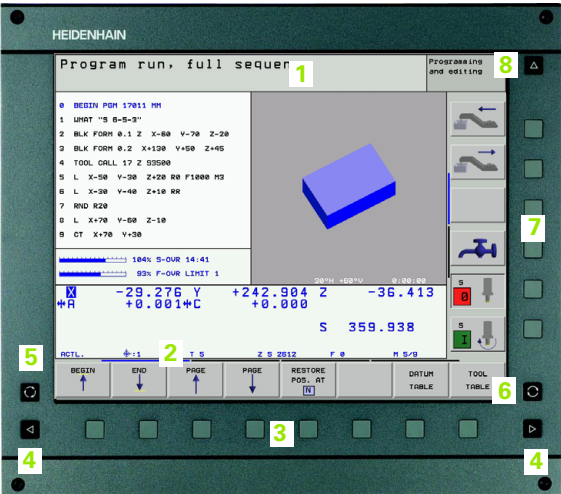 HEIDENHAIN
Program run, full sequen
1
Programming
and editing
8
0 BEGIN PGM 17011 MM
1 WMAT "S 6-5-3"
2 BLK FORM 0.1 Z X-60 Y-70 Z-20
3 BLK FORM 0.2 X+130 Y+50 Z+45
4 TOOL CALL 17 Z S3500
5 L X-50 Y-30 Z+20 R0 F1000 M3
6 L X-30 Y-40 Z+10 RR
7 RND R20
8 L X+70 Y-60 Z-10
9 CT X+70 Y+30
7
104% S-OVR 14:41
93% F-OVR LIMIT 1
0:00:00
X -29.276 Y +242.904 Z -36.413
A +0.001 C +0.000
S 359.938
S
0
S
I
ACTL. :1 T 5 Z S 2612 F 0 M 5/9
2
5
BEGIN
END
PAGE
PAGE
RESTORE
POS. AT
N
DATUM
TABLE
TOOL
TABLE
6
3
4
4